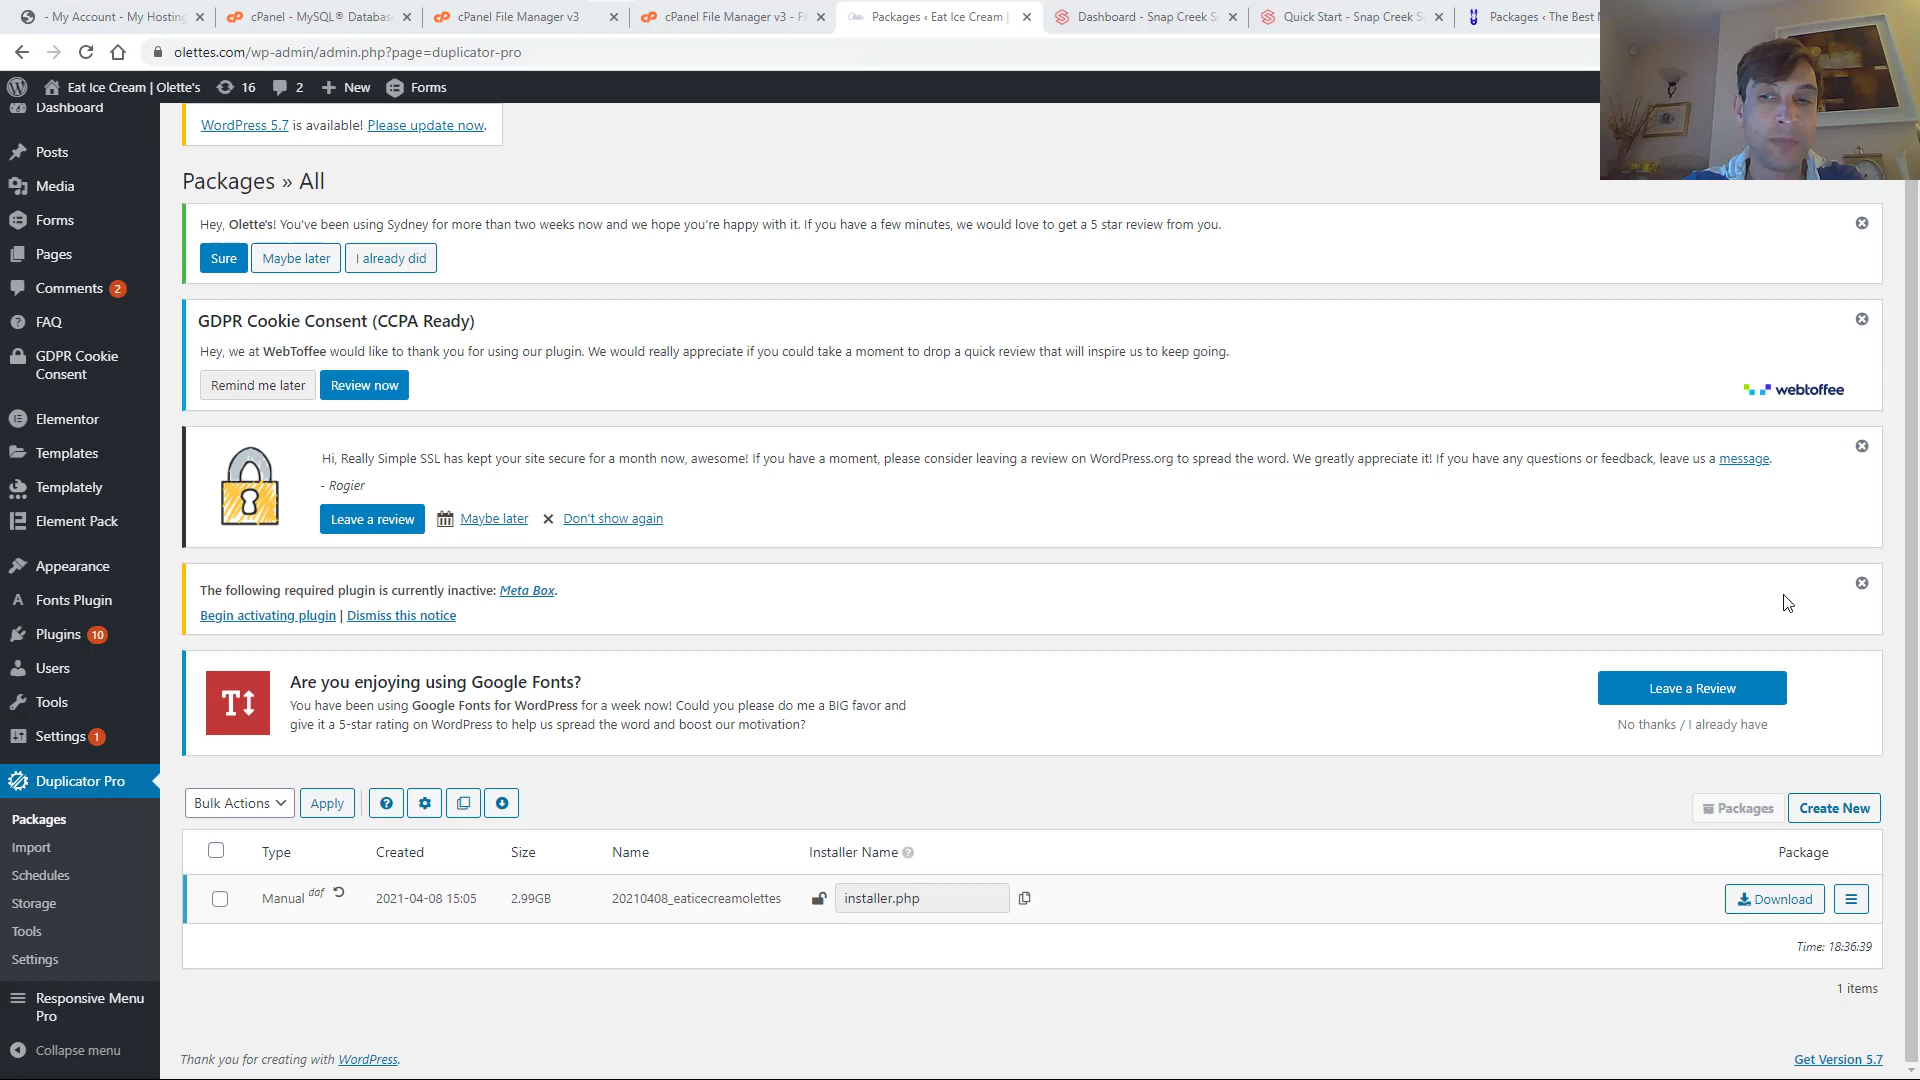 - My Account - My Hosting
cPanel - MySQL® Databas
cPanel File Manager v3
cPanel File Manager v3 - F
Packages ‹ Eat Ice Cream |
Dashboard - Snap Creek S
Quick Start - Snap Creek S
Packages ‹ The Best
olettes.com/wp-admin/admin.php?page=duplicator-pro
Eat Ice Cream | Olette's
16
2
New
Forms
Dashboard
Posts
Media
Forms
Pages
Comments 2
FAQ
GDPR Cookie
Consent
Elementor
Templates
Templately
Element Pack
Appearance
Fonts Plugin
Plugins 10
Users
Tools
Settings 1
Duplicator Pro
Packages
Import
Schedules
Storage
Tools
Settings
Responsive Menu
Pro
Collapse menu
WordPress 5.7 is available! Please update now.
Packages » All
Hey, Olette's! You've been using Sydney for more than two weeks now and we hope you're happy with it. If you have a few minutes, we would love to get a 5 star review from you.
Sure
Maybe later
I already did
GDPR Cookie Consent (CCPA Ready)
Hey, we at WebToffee would like to thank you for using our plugin. We would really appreciate if you could take a moment to drop a quick review that will inspire us to keep going.
Remind me later
Review now
webtoffee
Hi, Really Simple SSL has kept your site secure for a month now, awesome! If you have a moment, please consider leaving a review on WordPress.org to spread the word. We greatly appreciate it! If you have any questions or feedback, leave us a message.
- Rogier
Leave a review
Maybe later
Don't show again
The following required plugin is currently inactive: Meta Box.
Begin activating plugin | Dismiss this notice
Are you enjoying using Google Fonts?
You have been using Google Fonts for WordPress for a week now! Could you please do me a BIG favor and
give it a 5-star rating on WordPress to help us spread the word and boost our motivation?
Leave a Review
No thanks / I already have
Bulk Actions
Apply
Packages
Create New
Type
Created
Size
Name
Installer Name
Package
Manual daf
2021-04-08 15:05
2.99GB
20210408_eaticecreamolettes
installer.php
Download
Time: 18:36:39
1 items
Thank you for creating with WordPress.
Get Version 5.7